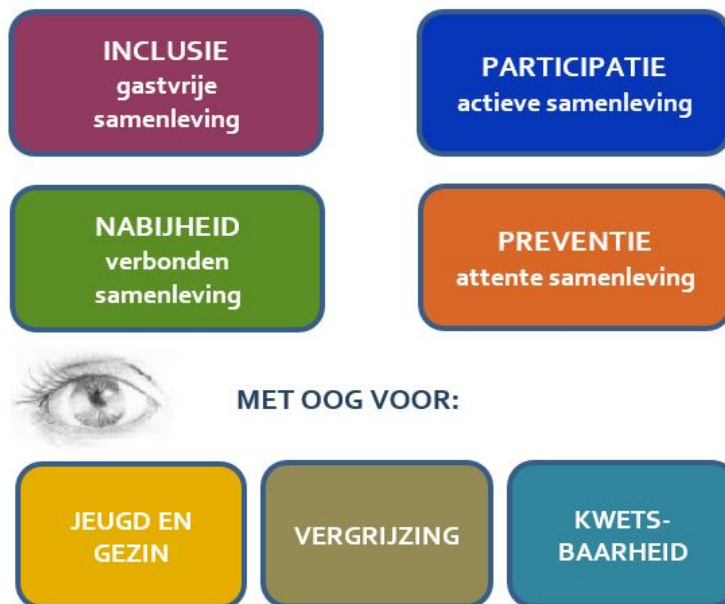 INCLUSIE
gastvrije
samenleving
PARTICIPATIE
actieve samenleving
NABIJHEID
verbonden
samenleving
PREVENTIE
attente samenleving
MET OOG VOOR:
JEUGD EN
GEZIN
VERGRIJZING
KWETS-
BAARHEID